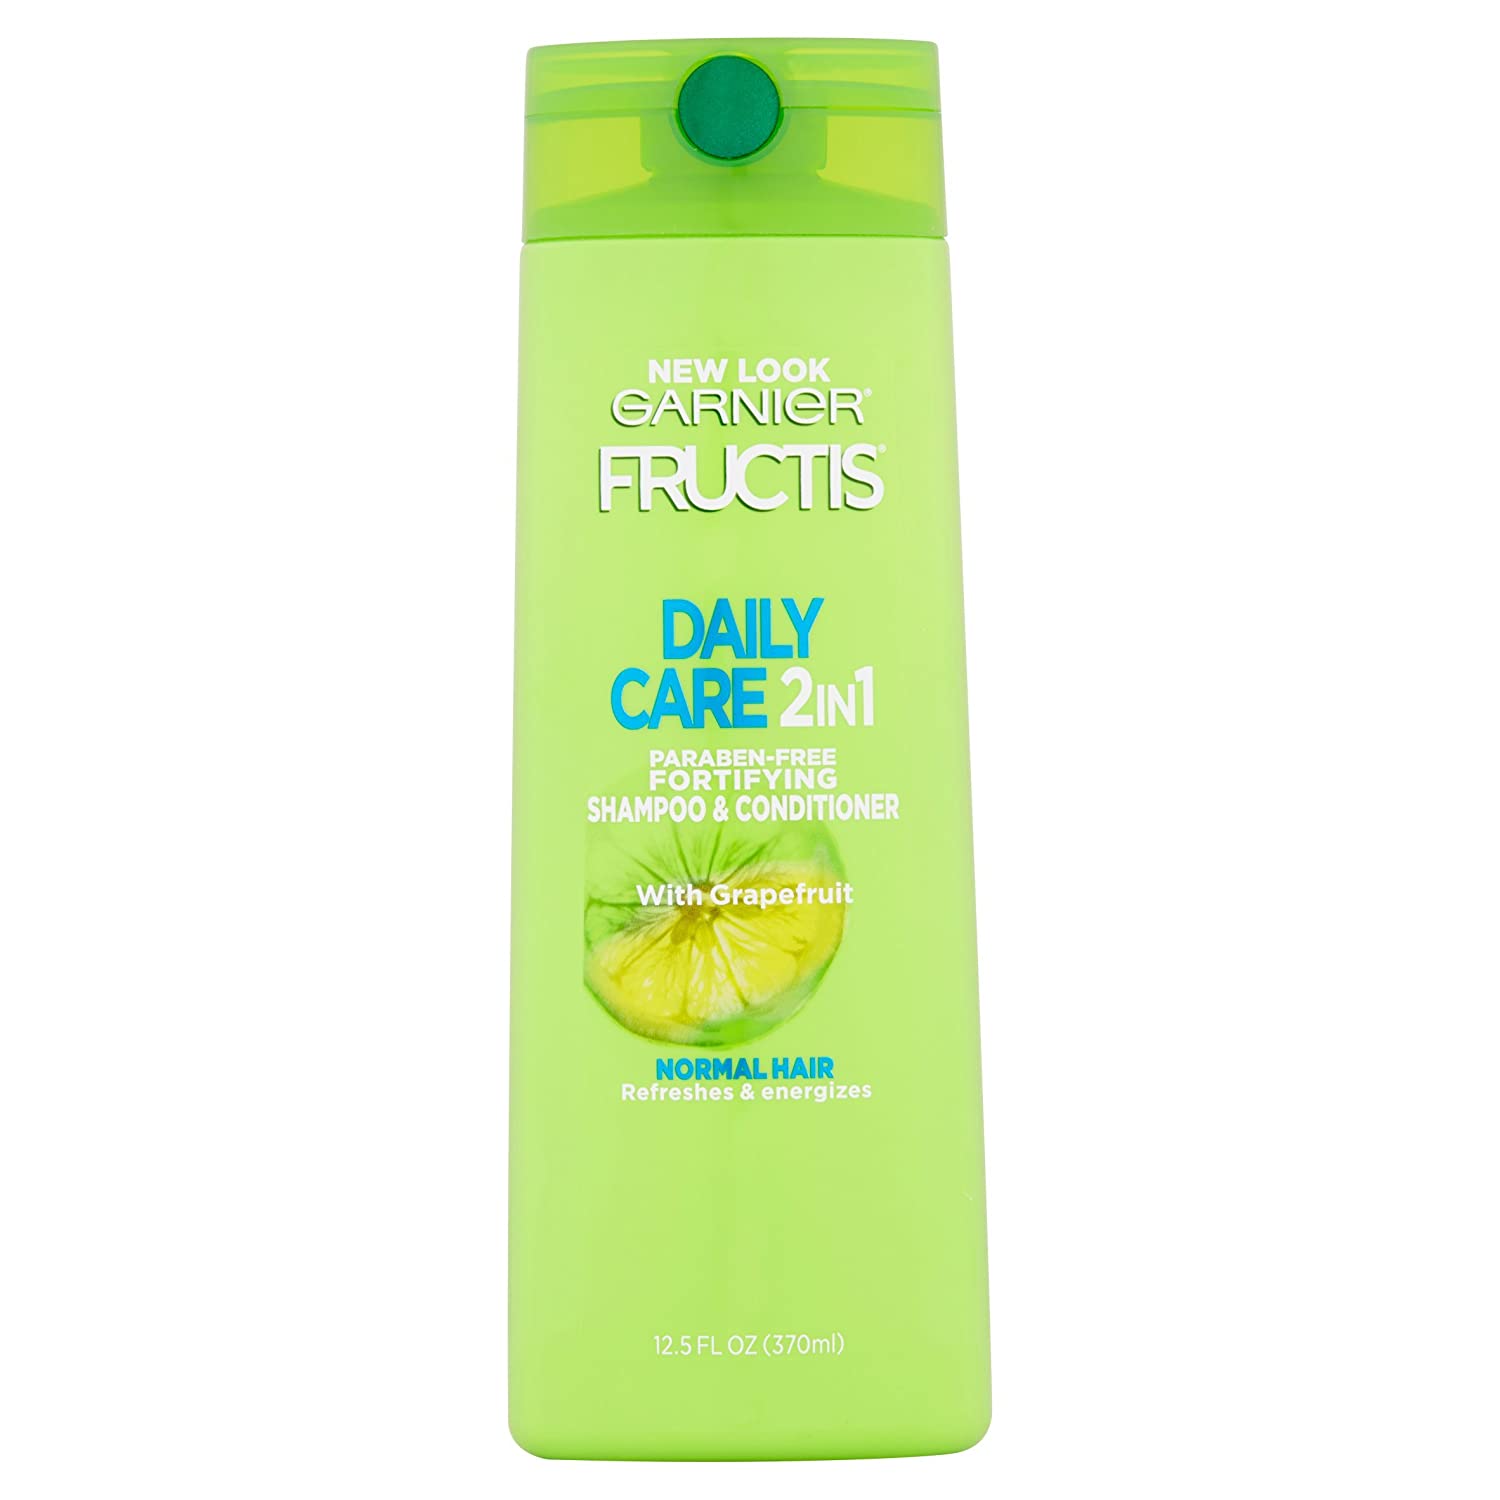 NEW LOOK
GARNIER®
FRUCTIS®
DAILY
CARE 2IN1
PARABEN-FREE
FORTIFYING
SHAMPOO & CONDITIONER
With Grapefruit
NORMAL HAIR
Refreshes & energizes
12.5 FL OZ (370ml)